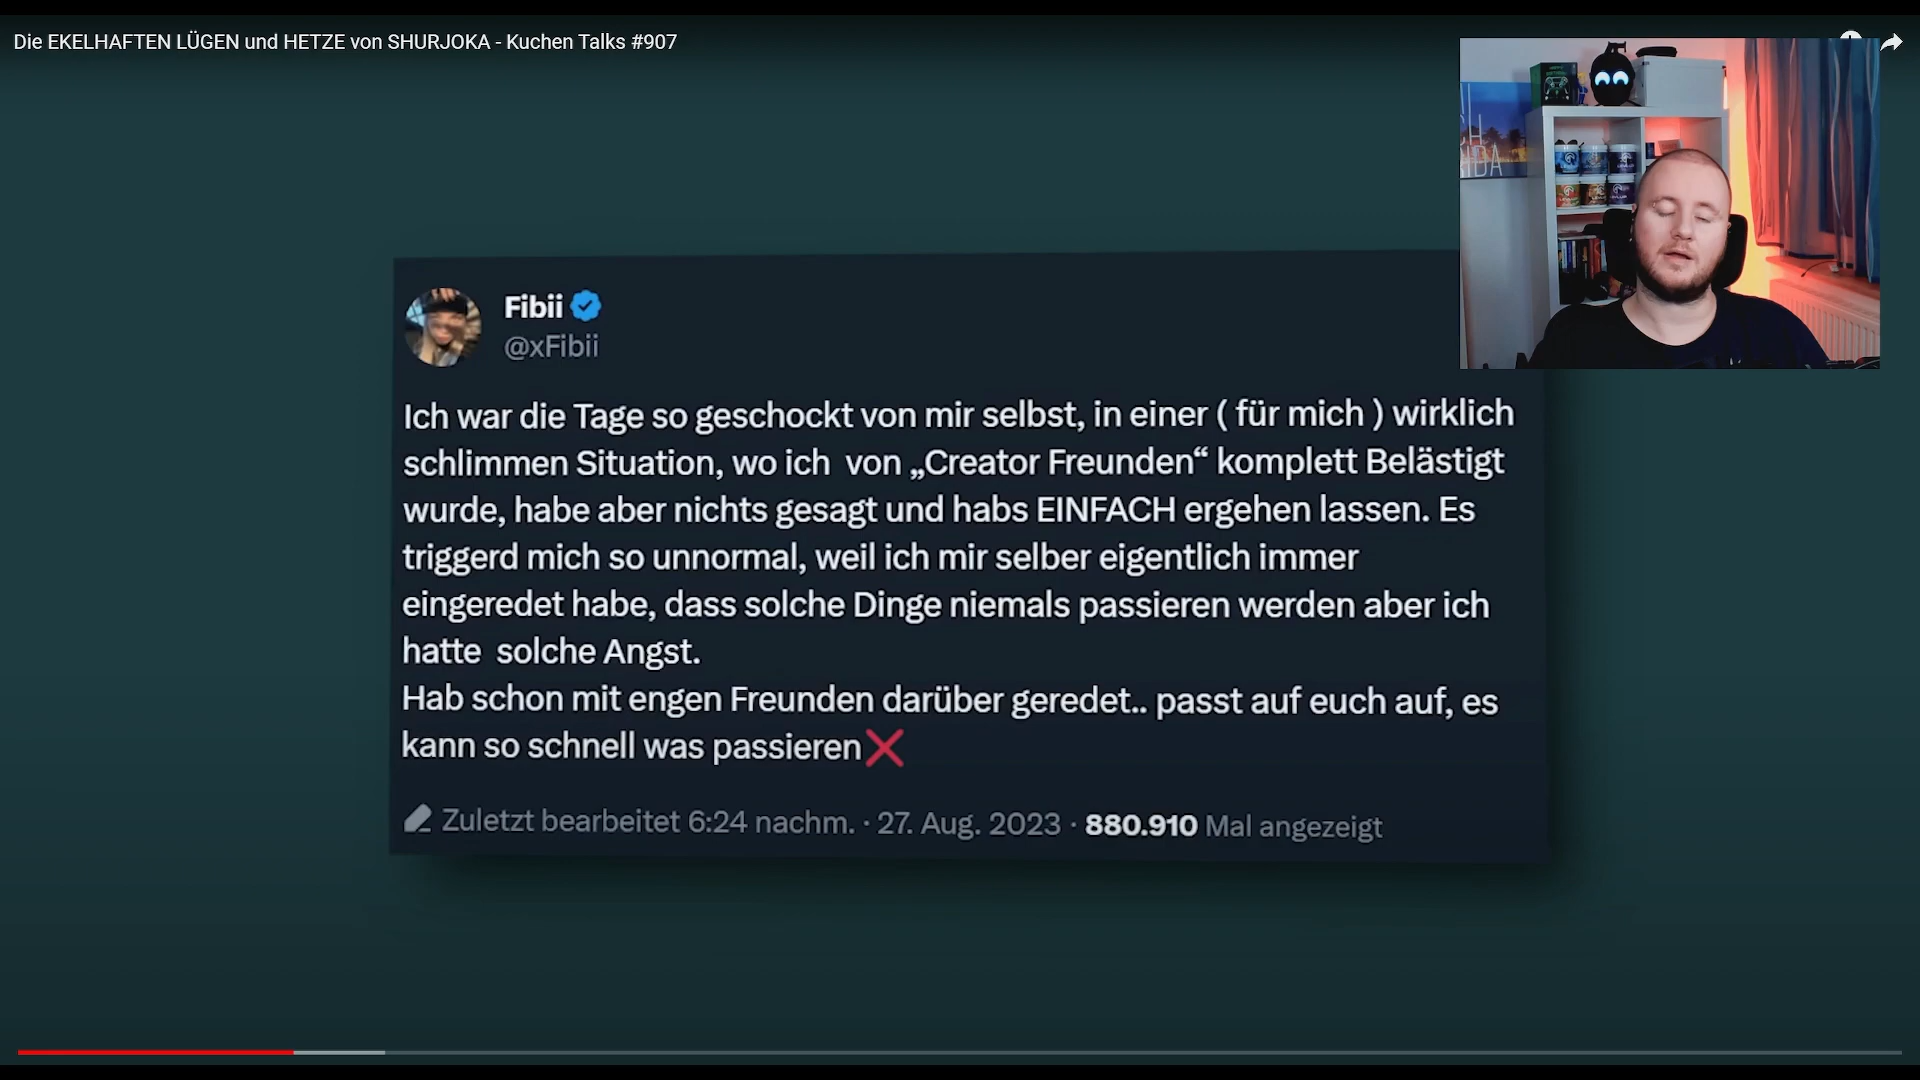 Die EKELHAFTEN LÜGEN und HETZE von SHURJOKA - Kuchen Talks #907
Fibii
@xFibii
Ich war die Tage so geschockt von mir selbst, in einer ( für mich ) wirklich
schlimmen Situation, wo ich von „Creator Freunden“ komplett Belästigt
wurde, habe aber nichts gesagt und habs EINFACH ergehen lassen. Es
triggerd mich so unnormal, weil ich mir selber eigentlich immer
eingeredet habe, dass solche Dinge niemals passieren werden aber ich
hatte solche Angst.
Hab schon mit engen Freunden darüber geredet.. passt auf euch auf, es
kann so schnell was passieren❌
Zuletzt bearbeitet 6:24 nachm. · 27. Aug. 2023 · 880.910 Mal angezeigt